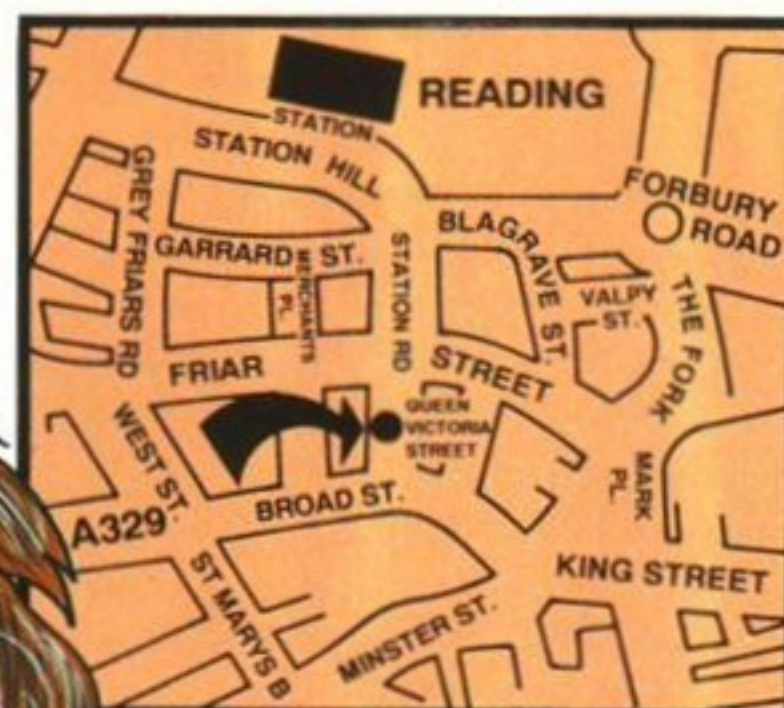 READING
STATION
STATION HILL
FORBURY
ROAD
GREY FRIARS RD
GARRARD ST.
MERCHANTS
PL.
STATION RD
BLAGRAVE ST.
VALPY
ST.
THE FORK
FRIAR
STREET
QUEEN
VICTORIA
STREET
WEST ST.
MARK
PL.
A329
BROAD ST.
KING STREET
ST MARYS B
MINSTER ST.